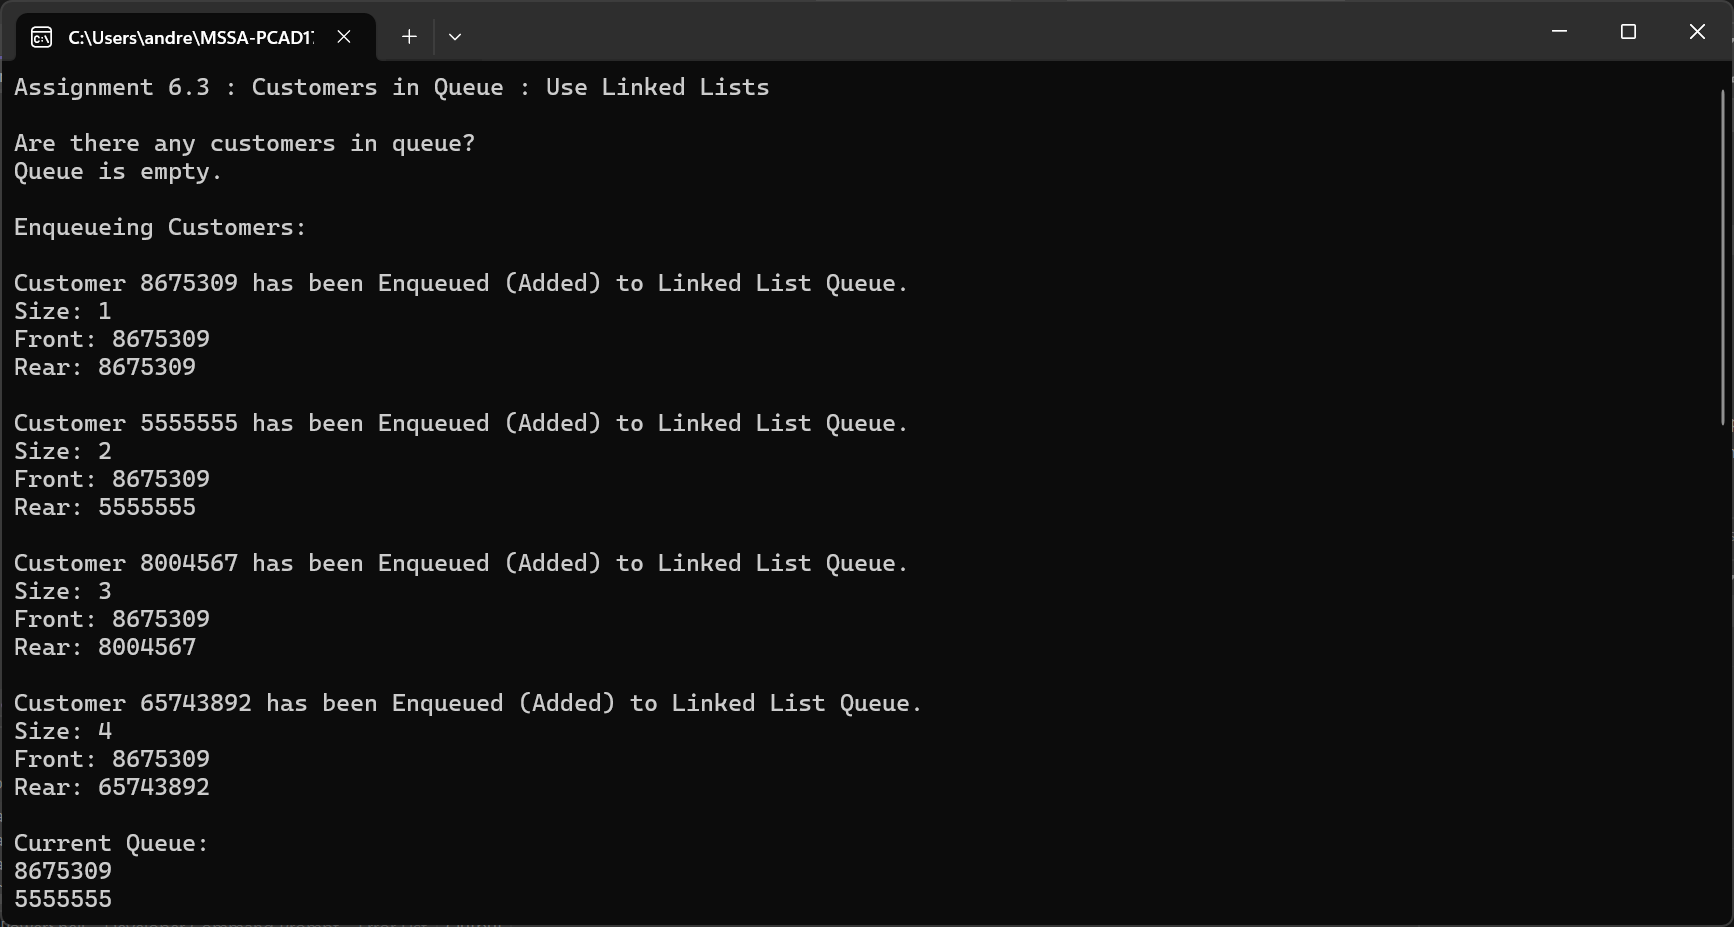 C:\Users\andre\MSSA-PCAD17
Assignment 6.3 : Customers in Queue : Use Linked Lists
Are there any customers in queue?
Queue is empty.
Enqueueing Customers:
Customer 8675309 has been Enqueued (Added) to Linked List Queue.
Size: 1
Front: 8675309
Rear: 8675309
Customer 5555555 has been Enqueued (Added) to Linked List Queue.
Size: 2
Front: 8675309
Rear: 5555555
Customer 8004567 has been Enqueued (Added) to Linked List Queue.
Size: 3
Front: 8675309
Rear: 8004567
Customer 65743892 has been Enqueued (Added) to Linked List Queue.
Size: 4
Front: 8675309
Rear: 65743892
Current Queue:
8675309
5555555